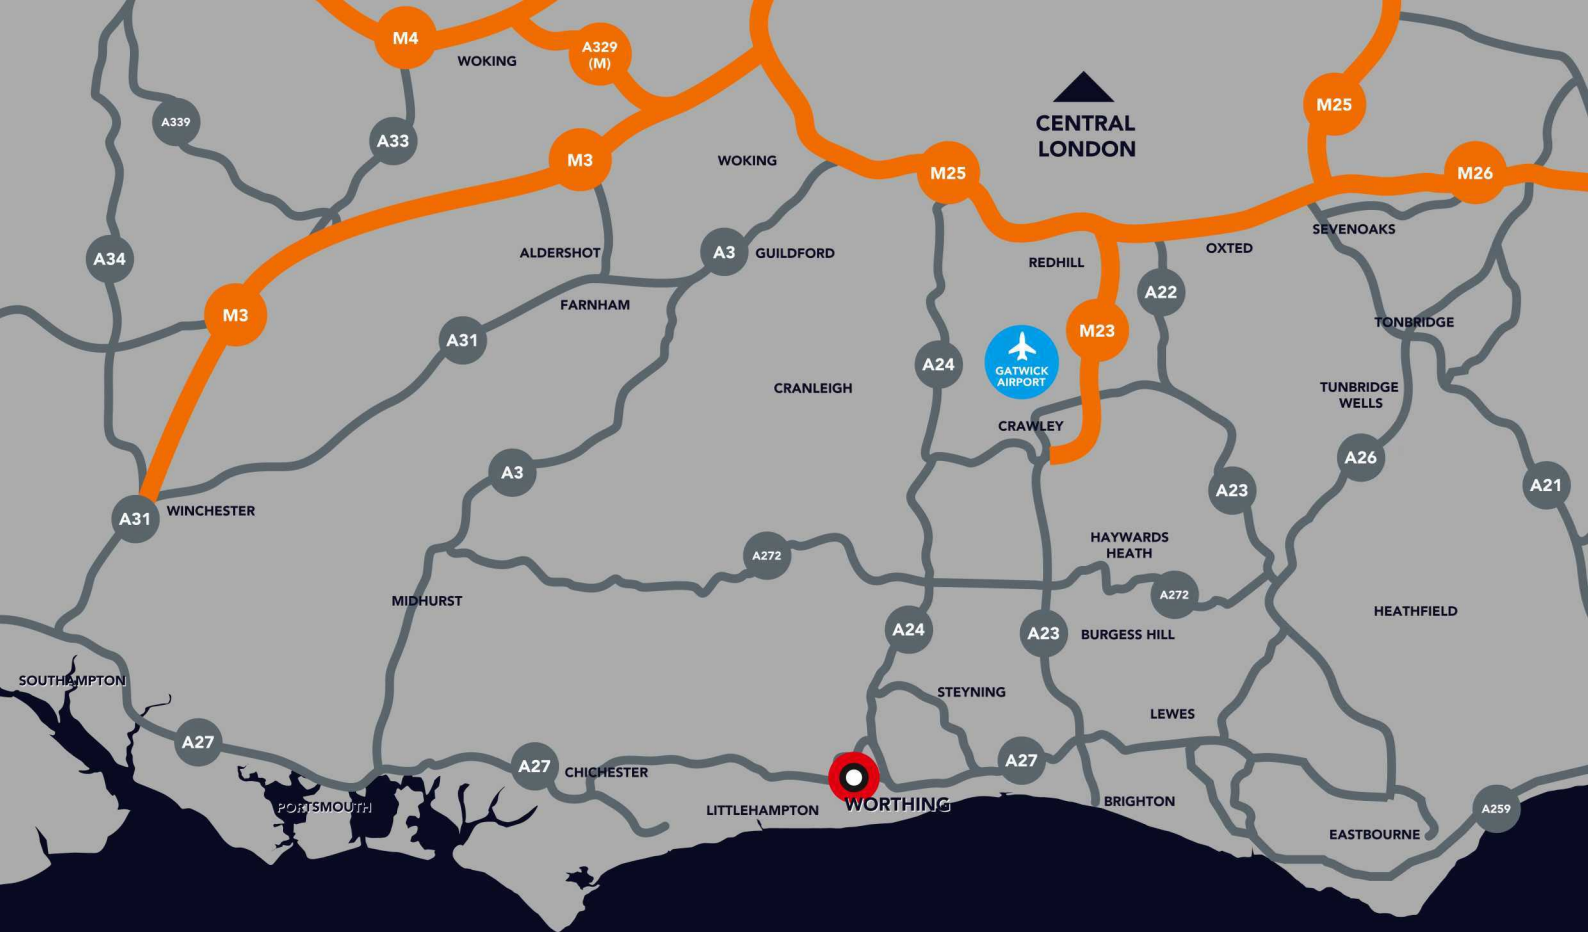 M4
WOKING
A329
(M)
M25
CENTRAL
LONDON
A339
A33
M3
WOKING
M25
M26
A34
ALDERSHOT
A3
GUILDFORD
REDHILL
OXTED
SEVENOAKS
M3
FARNHAM
A22
A31
M23
TONBRIDGE
A24
GATWICK
AIRPORT
CRANLEIGH
TUNBRIDGE
WELLS
CRAWLEY
A26
A3
A23
A21
A31
WINCHESTER
HAYWARDS
HEATH
A272
A272
MIDHURST
HEATHFIELD
A24
A23
BURGESS HILL
SOUTHAMPTON
STEYNING
LEWES
A27
A27
CHICHESTER
A27
PORTSMOUTH
LITTLEHAMPTON
WORTHING
BRIGHTON
A259
EASTBOURNE